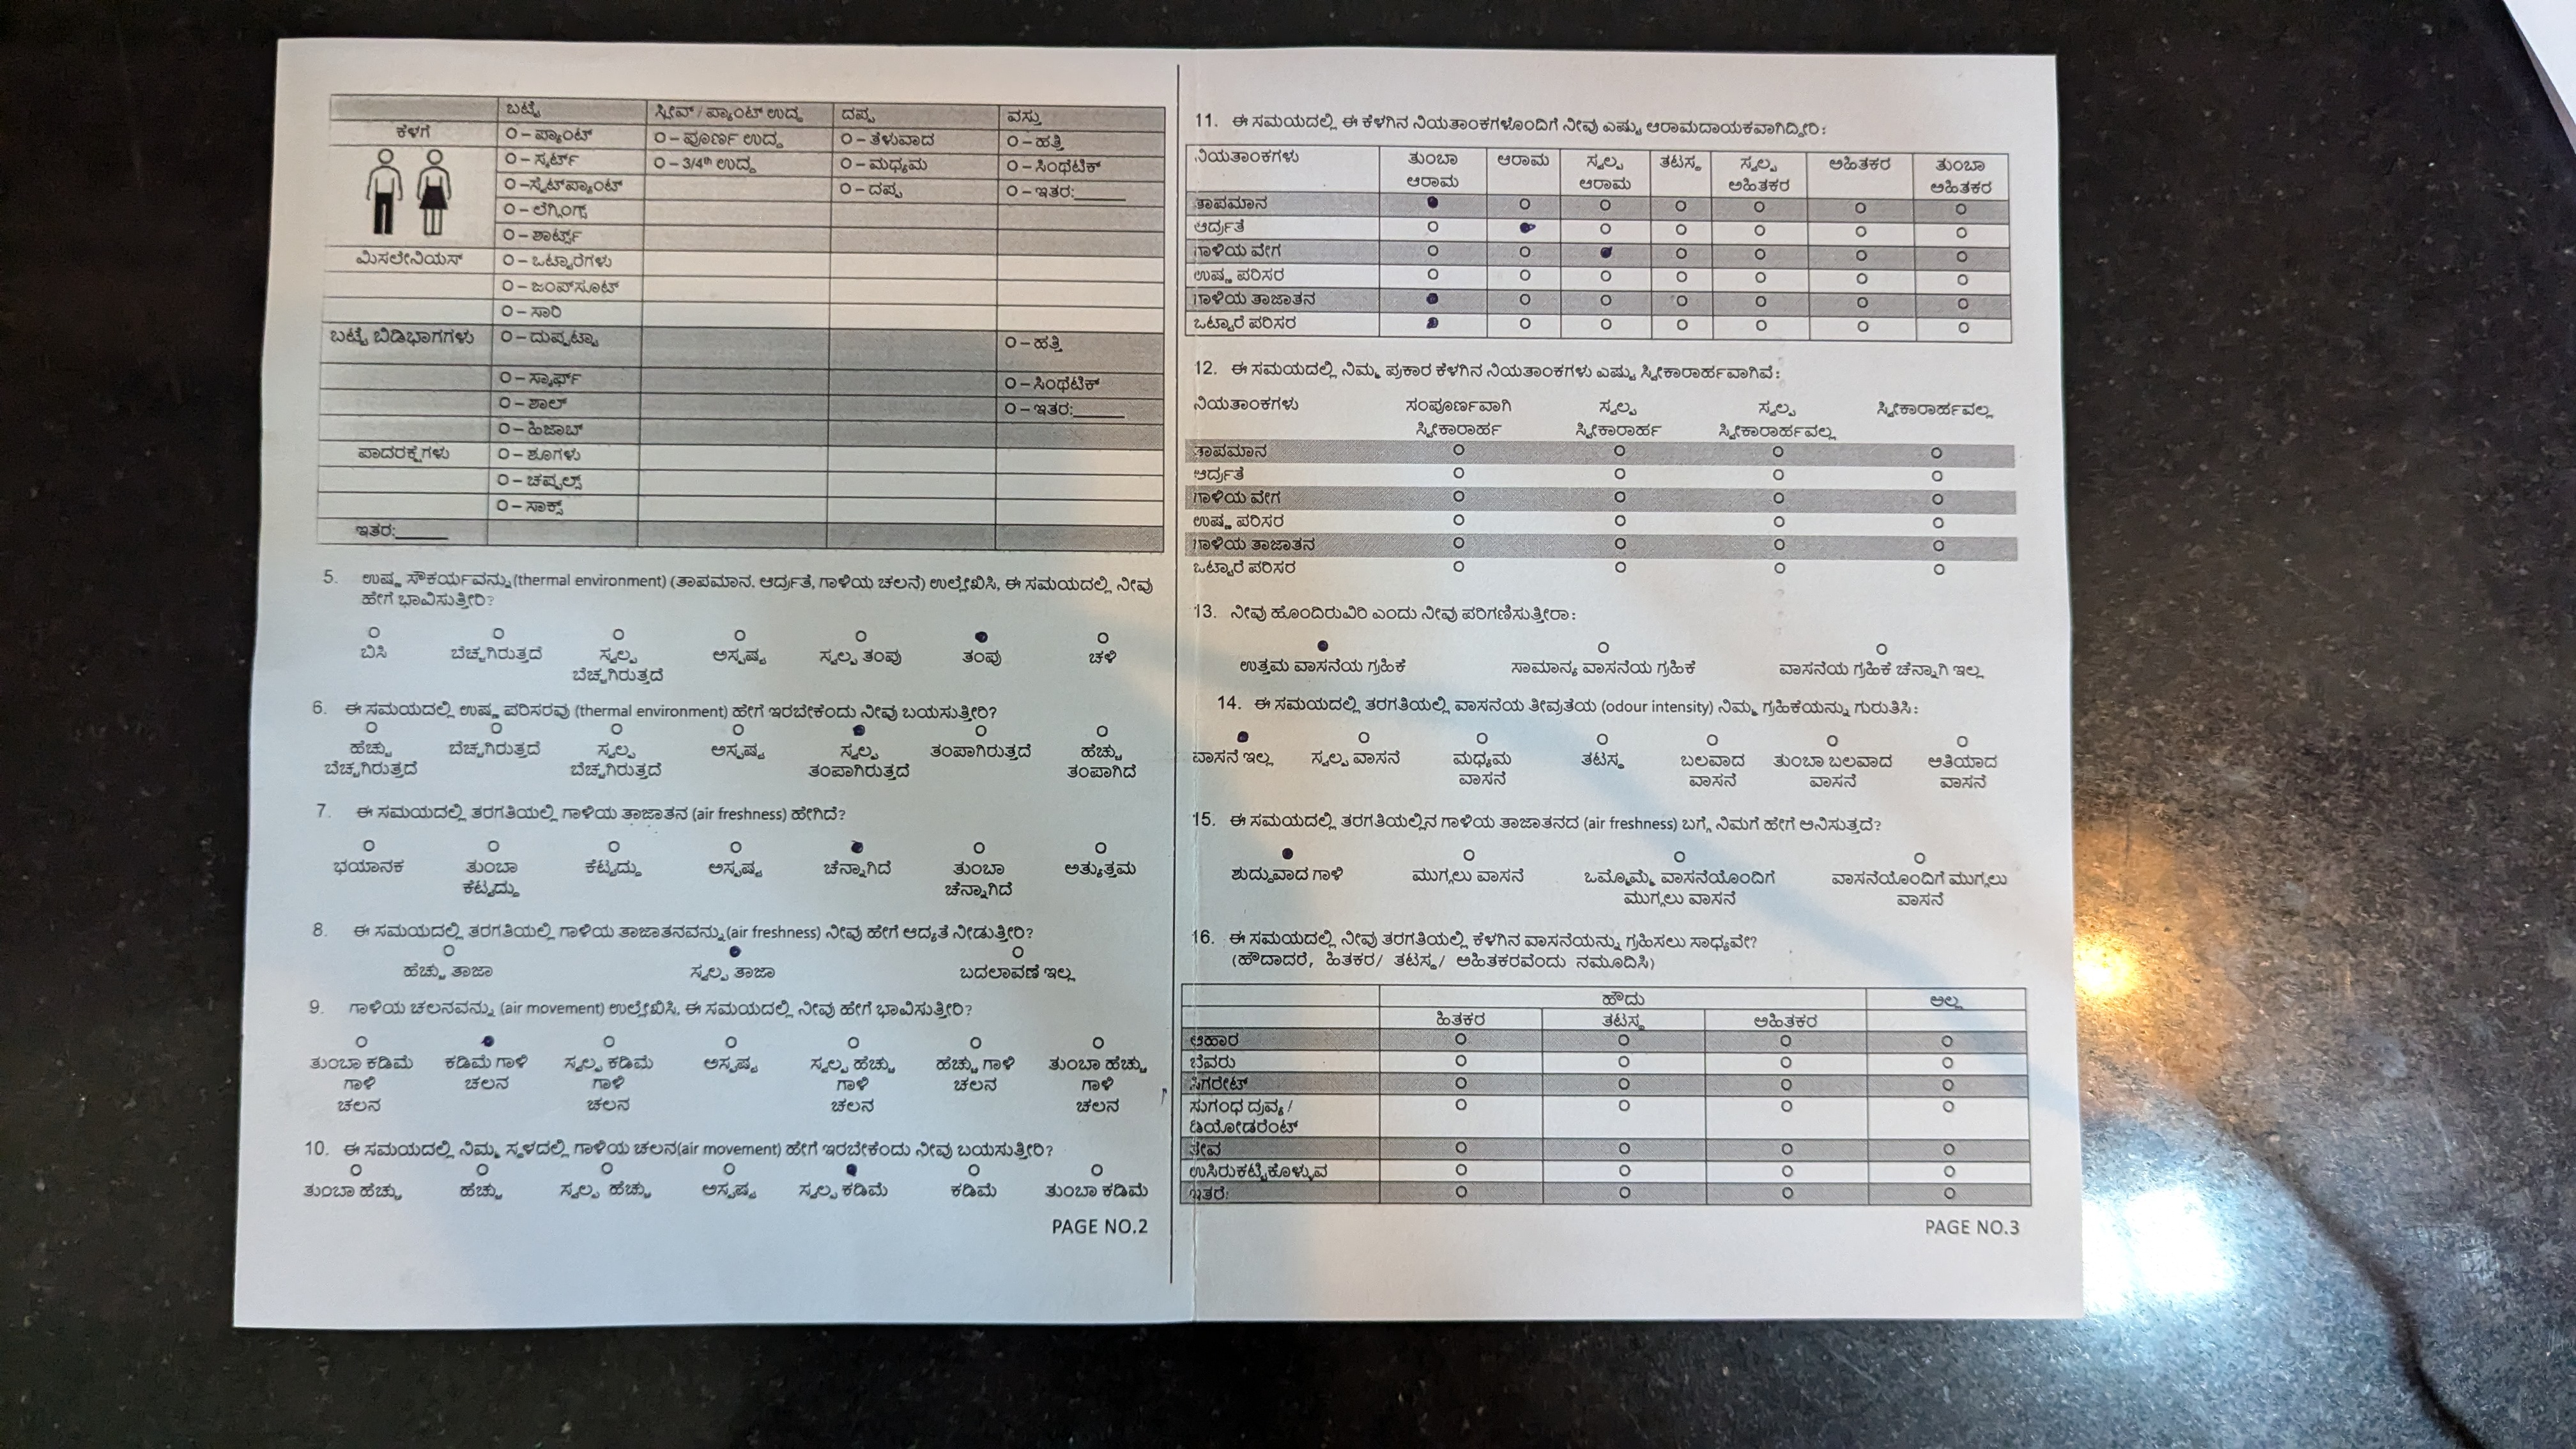 ಬಟ್ಟೆ ಸ್ಲೀವ್ / ಪ್ಯಾಂಟ್ ಉದ್ದ ದಪ್ಪ ವಸ್ತು
ಕೆಳಗೆ O – ಪ್ಯಾಂಟ್ O – ಪೂರ್ಣ ಉದ್ದ O – ತೆಳುವಾದ O – ಹತ್ತಿ
O – ಸ್ಕರ್ಟ್ O – 3/4th ಉದ್ದ O – ಮಧ್ಯಮ O – ಸಿಂಥೆಟಿಕ್
O –ಸ್ವೆಟ್‌ಪ್ಯಾಂಟ್ O – ದಪ್ಪ O – ಇತರ:______
O – ಲೆಗ್ಗಿಂಗ್ಸ್
O – ಶಾರ್ಟ್ಸ್
ಮಿಸಲೇನಿಯಸ್ O – ಒಟ್ಟಾರೆಗಳು
O – ಜಂಪ್‌ಸೂಟ್
O – ಸಾರಿ
ಬಟ್ಟೆ ಬಿಡಿಭಾಗಗಳು O – ದುಪ್ಪಟ್ಟಾ O – ಹತ್ತಿ
O – ಸ್ಕಾರ್ಫ್ O – ಸಿಂಥೆಟಿಕ್
O – ಶಾಲ್ O – ಇತರ:______
O – ಹಿಜಾಬ್
ಪಾದರಕ್ಷೆಗಳು O – ಶೂಗಳು
O – ಚಪ್ಪಲ್ಸ್
O – ಸಾಕ್ಸ್
ಇತರ:______
5. ಉಷ್ಣ ಸೌಕರ್ಯವನ್ನು(thermal environment) (ತಾಪಮಾನ, ಆರ್ದ್ರತೆ, ಗಾಳಿಯ ಚಲನೆ) ಉಲ್ಲೇಖಿಸಿ, ಈ ಸಮಯದಲ್ಲಿ ನೀವು
ಹೇಗೆ ಭಾವಿಸುತ್ತೀರಿ?
ಬಿಸಿ ಬೆಚ್ಚಗಿರುತ್ತದೆ ಸ್ವಲ್ಪ ಅಸ್ಪಷ್ಟ ಸ್ವಲ್ಪ ತಂಪು ತಂಪು ಚಳಿ
ಬೆಚ್ಚಗಿರುತ್ತದೆ
6. ಈ ಸಮಯದಲ್ಲಿ ಉಷ್ಣ ಪರಿಸರವು (thermal environment) ಹೇಗೆ ಇರಬೇಕೆಂದು ನೀವು ಬಯಸುತ್ತೀರಿ?
ಹೆಚ್ಚು ಬೆಚ್ಚಗಿರುತ್ತದೆ ಸ್ವಲ್ಪ ಅಸ್ಪಷ್ಟ ಸ್ವಲ್ಪ ತಂಪಾಗಿರುತ್ತದೆ ಹೆಚ್ಚು
ಬೆಚ್ಚಗಿರುತ್ತದೆ ಬೆಚ್ಚಗಿರುತ್ತದೆ ತಂಪಾಗಿರುತ್ತದೆ ತಂಪಾಗಿದೆ
7. ಈ ಸಮಯದಲ್ಲಿ ತರಗತಿಯಲ್ಲಿ ಗಾಳಿಯ ತಾಜಾತನ (air freshness) ಹೇಗಿದೆ?
ಭಯಾನಕ ತುಂಬಾ ಕೆಟ್ಟದ್ದು ಅಸ್ಪಷ್ಟ ಚೆನ್ನಾಗಿದೆ ತುಂಬಾ ಅತ್ಯುತ್ತಮ
ಕೆಟ್ಟದ್ದು ಚೆನ್ನಾಗಿದೆ
8. ಈ ಸಮಯದಲ್ಲಿ ತರಗತಿಯಲ್ಲಿ ಗಾಳಿಯ ತಾಜಾತನವನ್ನು (air freshness) ನೀವು ಹೇಗೆ ಆದ್ಯತೆ ನೀಡುತ್ತೀರಿ?
ಹೆಚ್ಚು ತಾಜಾ ಸ್ವಲ್ಪ ತಾಜಾ ಬದಲಾವಣೆ ಇಲ್ಲ
9. ಗಾಳಿಯ ಚಲನವನ್ನು (air movement) ಉಲ್ಲೇಖಿಸಿ, ಈ ಸಮಯದಲ್ಲಿ ನೀವು ಹೇಗೆ ಭಾವಿಸುತ್ತೀರಿ?
ತುಂಬಾ ಕಡಿಮೆ ಕಡಿಮೆ ಗಾಳಿ ಸ್ವಲ್ಪ ಕಡಿಮೆ ಅಸ್ಪಷ್ಟ ಸ್ವಲ್ಪ ಹೆಚ್ಚು ಹೆಚ್ಚು ಗಾಳಿ ತುಂಬಾ ಹೆಚ್ಚು
ಗಾಳಿ ಚಲನ ಗಾಳಿ ಗಾಳಿ ಚಲನ ಗಾಳಿ
ಚಲನ ಚಲನ ಚಲನ ಚಲನ
10. ಈ ಸಮಯದಲ್ಲಿ ನಿಮ್ಮ ಸ್ಥಳದಲ್ಲಿ ಗಾಳಿಯ ಚಲನ(air movement) ಹೇಗೆ ಇರಬೇಕೆಂದು ನೀವು ಬಯಸುತ್ತೀರಿ?
ತುಂಬಾ ಹೆಚ್ಚು ಹೆಚ್ಚು ಸ್ವಲ್ಪ ಹೆಚ್ಚು ಅಸ್ಪಷ್ಟ ಸ್ವಲ್ಪ ಕಡಿಮೆ ಕಡಿಮೆ ತುಂಬಾ ಕಡಿಮೆ
PAGE NO.2
11. ಈ ಸಮಯದಲ್ಲಿ ಈ ಕೆಳಗಿನ ನಿಯತಾಂಕಗಳೊಂದಿಗೆ ನೀವು ಎಷ್ಟು ಆರಾಮದಾಯಕವಾಗಿದ್ದೀರಿ:
ನಿಯತಾಂಕಗಳು ತುಂಬಾ ಆರಾಮ ಸ್ವಲ್ಪ ತಟಸ್ಥ ಸ್ವಲ್ಪ ಅಹಿತಕರ ತುಂಬಾ
ಆರಾಮ ಆರಾಮ ಅಹಿತಕರ ಅಹಿತಕರ
ತಾಪಮಾನ
ಆರ್ದ್ರತೆ
ಗಾಳಿಯ ವೇಗ
ಉಷ್ಣ ಪರಿಸರ
ಗಾಳಿಯ ತಾಜಾತನ
ಒಟ್ಟಾರೆ ಪರಿಸರ
12. ಈ ಸಮಯದಲ್ಲಿ ನಿಮ್ಮ ಪ್ರಕಾರ ಕೆಳಗಿನ ನಿಯತಾಂಕಗಳು ಎಷ್ಟು ಸ್ವೀಕಾರಾರ್ಹವಾಗಿವೆ:
ನಿಯತಾಂಕಗಳು ಸಂಪೂರ್ಣವಾಗಿ ಸ್ವಲ್ಪ ಸ್ವಲ್ಪ ಸ್ವೀಕಾರಾರ್ಹವಲ್ಲ
ಸ್ವೀಕಾರಾರ್ಹ ಸ್ವೀಕಾರಾರ್ಹ ಸ್ವೀಕಾರಾರ್ಹವಲ್ಲ
ತಾಪಮಾನ
ಆರ್ದ್ರತೆ
ಗಾಳಿಯ ವೇಗ
ಉಷ್ಣ ಪರಿಸರ
ಗಾಳಿಯ ತಾಜಾತನ
ಒಟ್ಟಾರೆ ಪರಿಸರ
13. ನೀವು ಹೊಂದಿರುವಿರಿ ಎಂದು ನೀವು ಪರಿಗಣಿಸುತ್ತೀರಾ:
ಉತ್ತಮ ವಾಸನೆಯ ಗ್ರಹಿಕೆ ಸಾಮಾನ್ಯ ವಾಸನೆಯ ಗ್ರಹಿಕೆ ವಾಸನೆಯ ಗ್ರಹಿಕೆ ಚೆನ್ನಾಗಿ ಇಲ್ಲ
14. ಈ ಸಮಯದಲ್ಲಿ ತರಗತಿಯಲ್ಲಿ ವಾಸನೆಯ ತೀವ್ರತೆಯ (odour intensity) ನಿಮ್ಮ ಗ್ರಹಿಕೆಯನ್ನು ಗುರುತಿಸಿ:
ವಾಸನೆ ಇಲ್ಲ ಸ್ವಲ್ಪ ವಾಸನೆ ಮಧ್ಯಮ ತಟಸ್ಥ ಬಲವಾದ ತುಂಬಾ ಬಲವಾದ ಅತಿಯಾದ
ವಾಸನೆ ವಾಸನೆ ವಾಸನೆ ವಾಸನೆ
15. ಈ ಸಮಯದಲ್ಲಿ ತರಗತಿಯಲ್ಲಿನ ಗಾಳಿಯ ತಾಜಾತನದ (air freshness) ಬಗ್ಗೆ ನಿಮಗೆ ಹೇಗೆ ಅನಿಸುತ್ತದೆ?
ಶುದ್ಧವಾದ ಗಾಳಿ ಮುಗ್ಗಲು ವಾಸನೆ ಒಮ್ಮೊಮ್ಮೆ ವಾಸನೆಯೊಂದಿಗೆ ವಾಸನೆಯೊಂದಿಗೆ ಮುಗ್ಗಲು
ಮುಗ್ಗಲು ವಾಸನೆ ವಾಸನೆ
16. ಈ ಸಮಯದಲ್ಲಿ ನೀವು ತರಗತಿಯಲ್ಲಿ ಕೆಳಗಿನ ವಾಸನೆಯನ್ನು ಗ್ರಹಿಸಲು ಸಾಧ್ಯವೇ?
(ಹೌದಾದರೆ, ಹಿತಕರ/ ತಟಸ್ಥ/ ಅಹಿತಕರವೆಂದು ನಮೂದಿಸಿ)
ಹೌದು ಅಲ್ಲ
ಹಿತಕರ ತಟಸ್ಥ ಅಹಿತಕರ
ಆಹಾರ
ಬೆವರು
ಸಿಗರೇಟ್
ಸುಗಂಧ ದ್ರವ್ಯ /
ಡಿಯೋಡರೆಂಟ್
ತೇವ
ಉಸಿರುಕಟ್ಟಿಕೊಳ್ಳುವ
ಇತರೆ:
PAGE NO.3